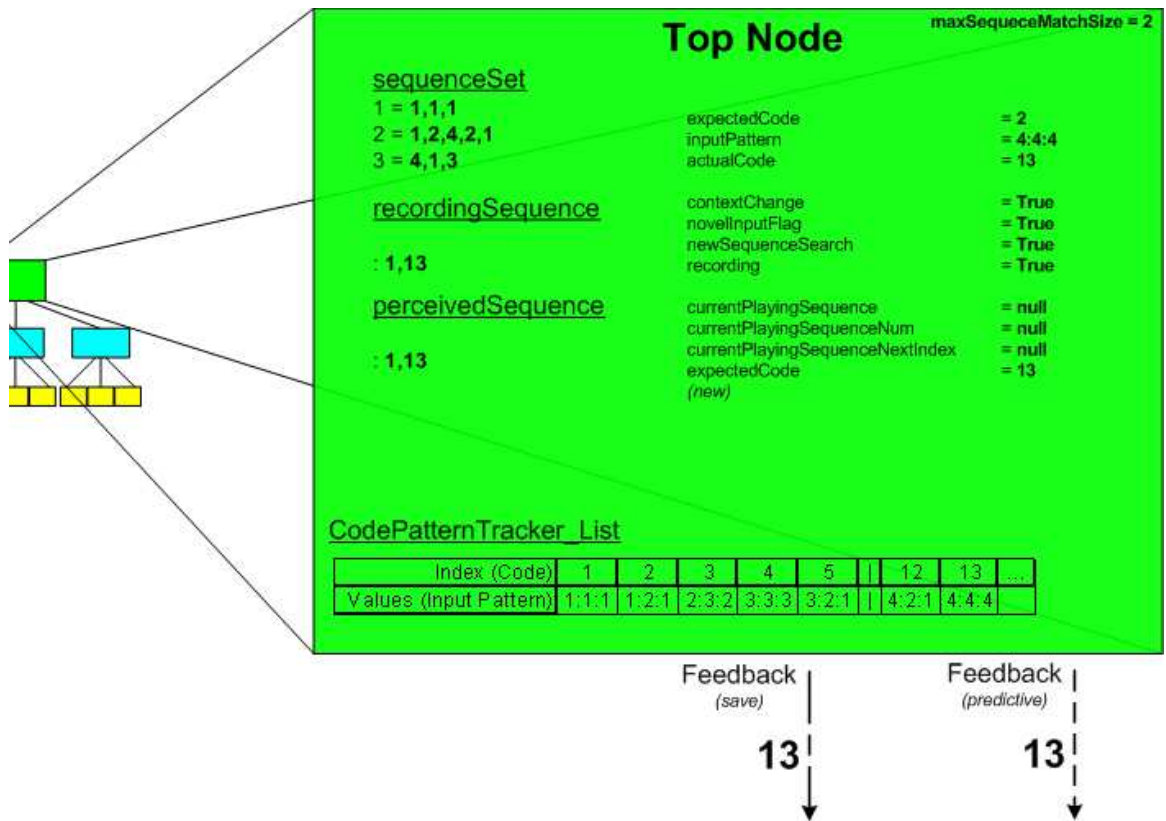 maxSequeceMatchSize = 2
Top Node
sequenceSet
1 = 1,1,1
2 = 1,2,4,2,1
3 = 4,1,3
expectedCode = 2
inputPattern = 4:4:4
actualCode = 13
recordingSequence
: 1,13
contextChange = True
novelInputFlag = True
newSequenceSearch = True
recording = True
perceivedSequence
: 1,13
currentPlayingSequence = null
currentPlayingSequenceNum = null
currentPlayingSequenceNextIndex = null
expectedCode = 13
(new)
CodePatternTracker_List
Index (Code) 1 2 3 4 5 | 12 13 ...
Values (Input Pattern) 1:1:1 1:2:1 2:3:2 3:3:3 3:2:1 | 4:2:1 4:4:4
Feedback
(save)
13
Feedback
(predictive)
13